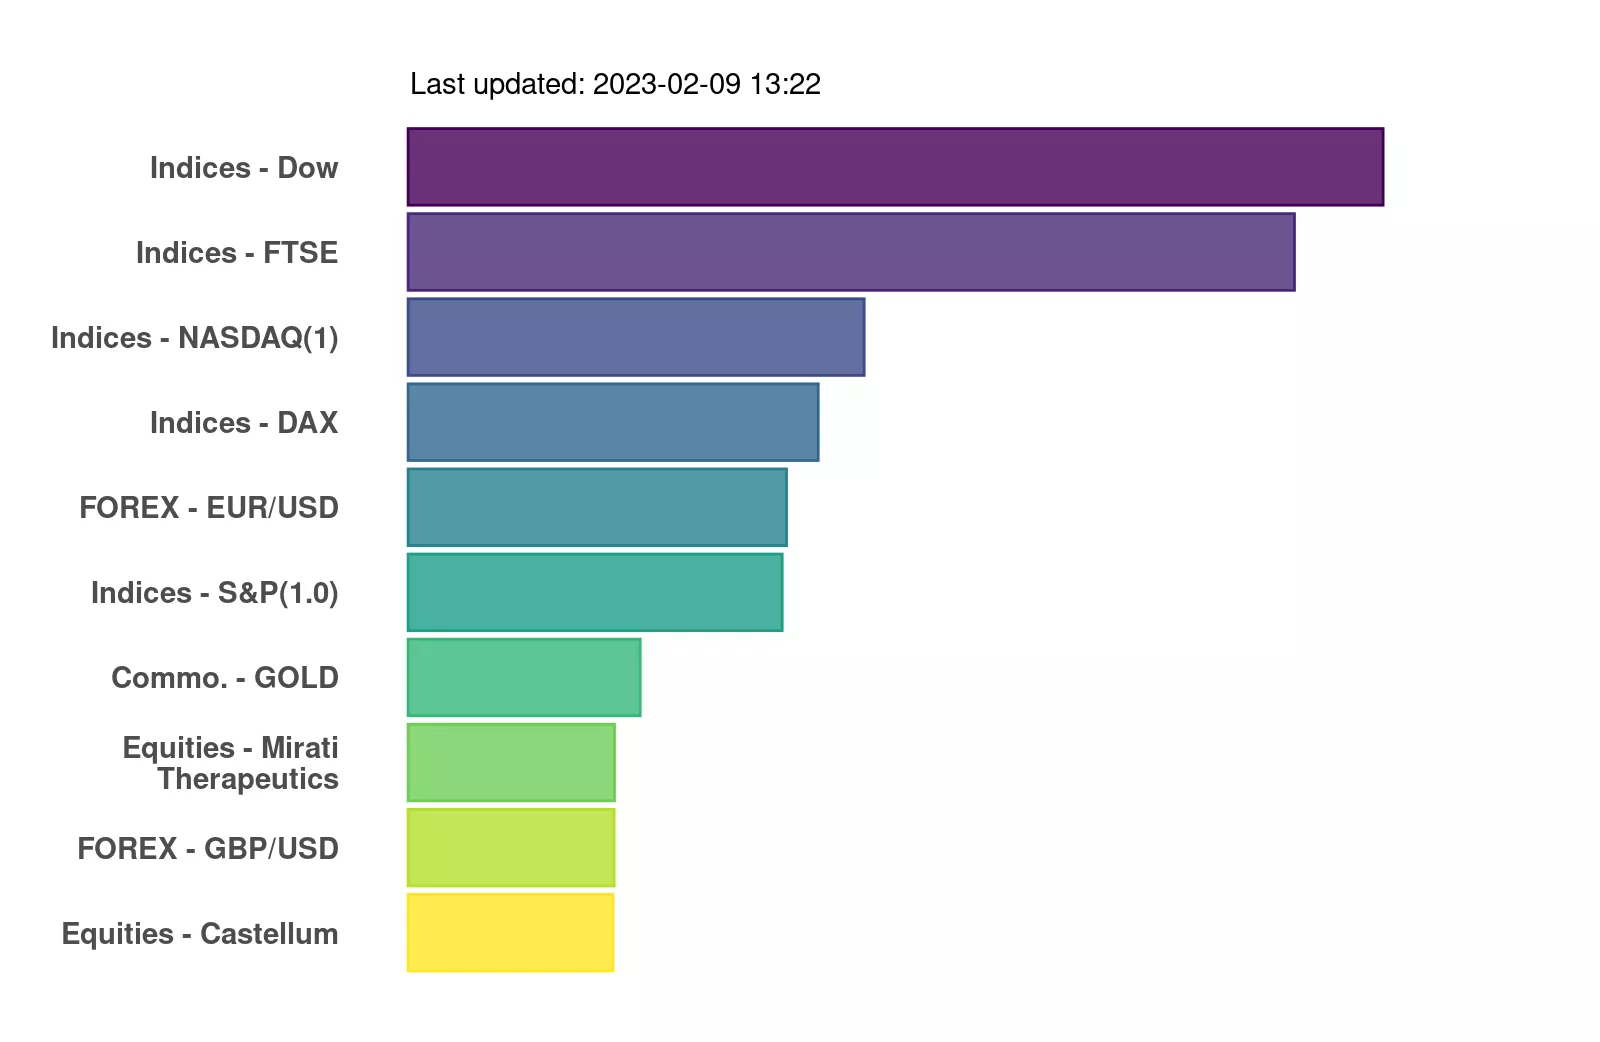 Last updated: 2023-02-09 13:22
Indices - Dow
Indices - FTSE
Indices - NASDAQ(1)
Indices - DAX
FOREX - EUR/USD
Indices - S&P(1.0)
Commo. - GOLD
Equities - Mirati
Therapeutics
FOREX - GBP/USD
Equities - Castellum